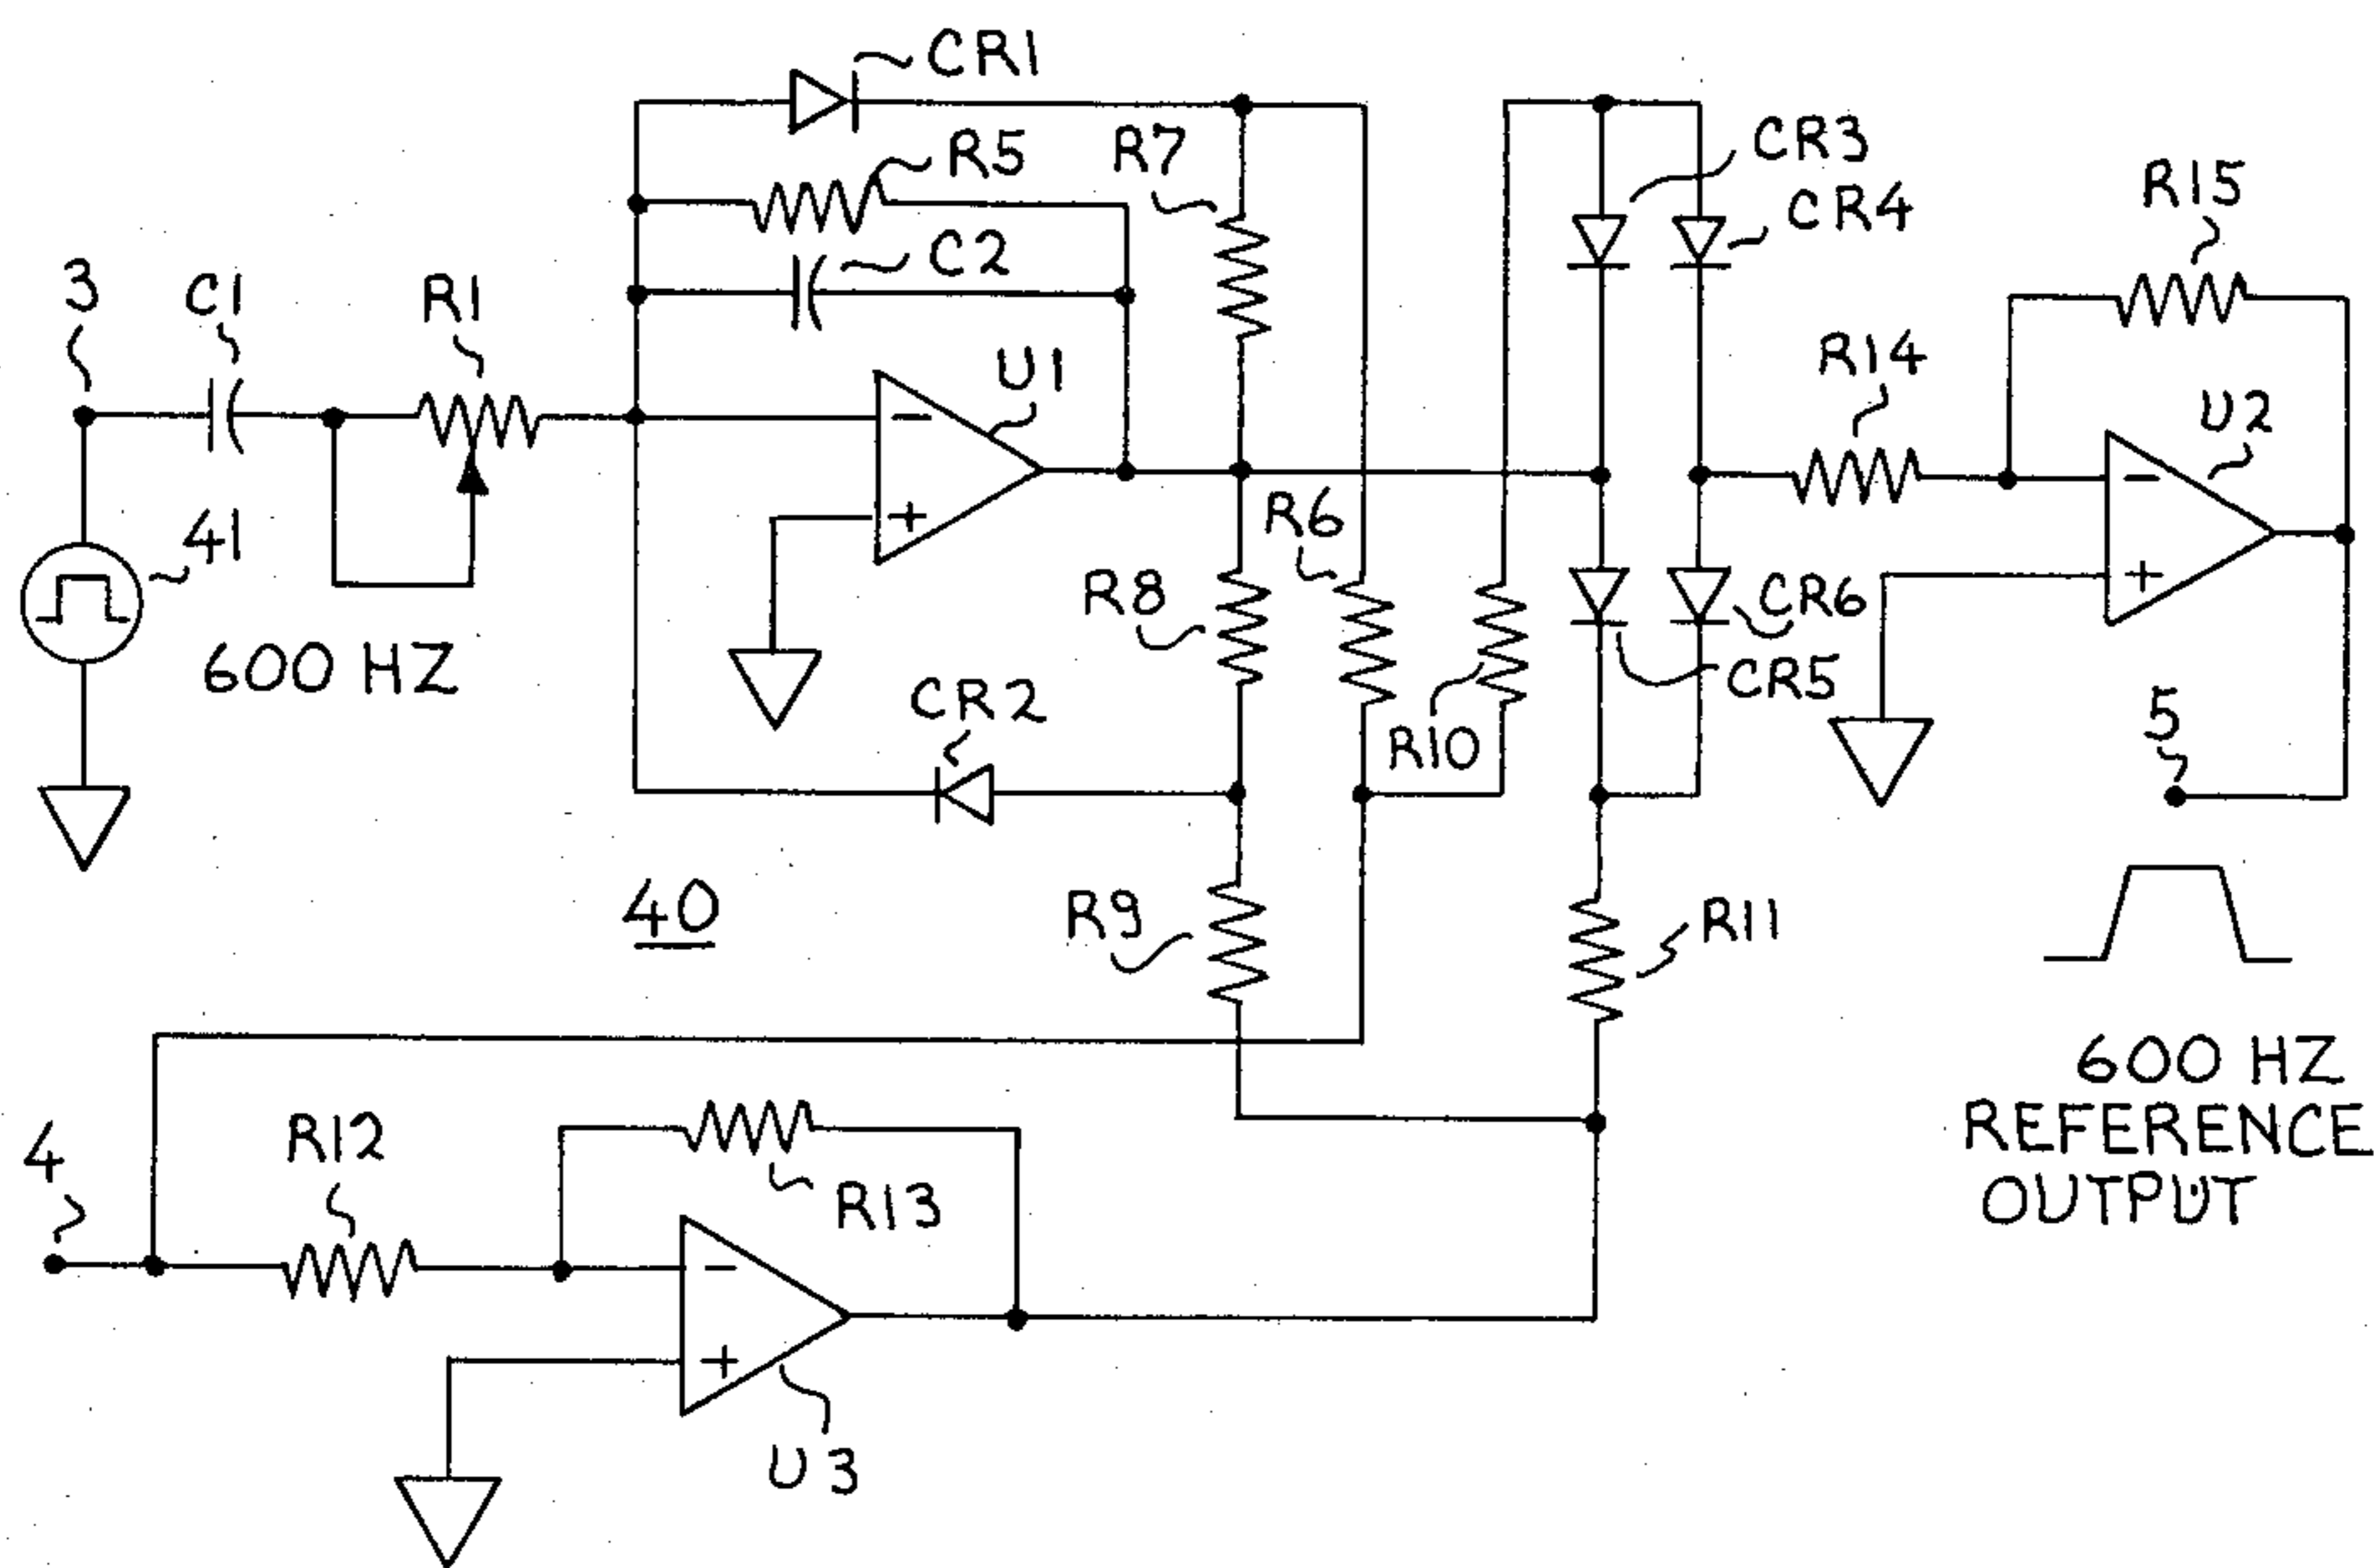 CR1
R5
R7
CR3
CR4
R15
C2
3
C1
R1
U1
R14
U2
−
+
41
R6
−
+
600 HZ
R8
CR2
R10
CR6
CR5
5
40
R9
R11
600 HZ
REFERENCE
OUTPUT
4
R12
R13
−
+
U3